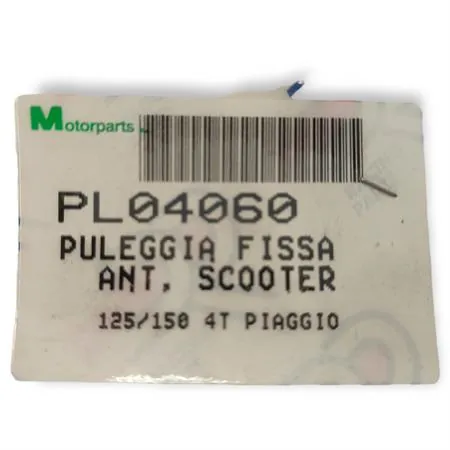 Motorparts
PL04060
PULEGGIA FISSA
ANT, SCOOTER
125/150 4T PIAGGIO